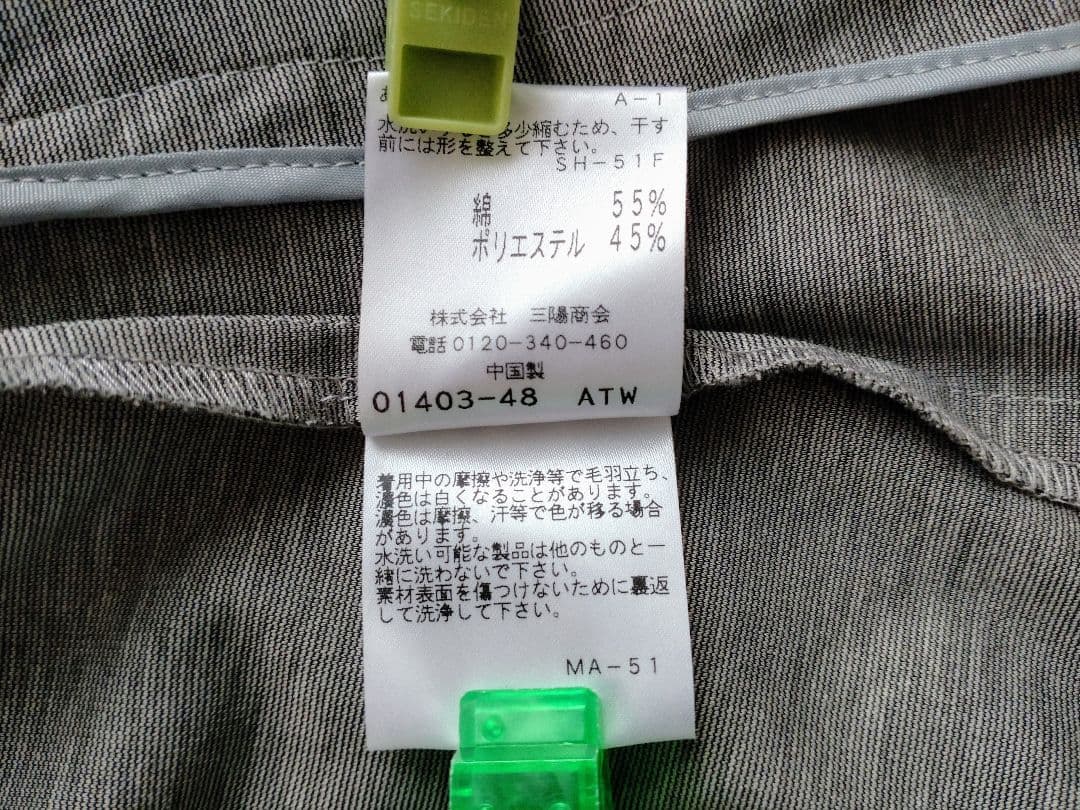 SEKIDEN
A-1
水洗い
多少縮むため、干す
前には形を整えて下さい。
SH-51F
綿 55%
ポリエステル 45%
株式会社 三陽商会
電話0120-340-460
中国製
01403-48 ATW
着用中の摩擦や洗浄等で毛羽立ち、
濃色は白くなることがあります。
濃色は摩擦、汗等で色が移る場合
があります。
水洗い可能な製品は他のものと一
緒に洗わないで下さい。
素材表面を傷つけないために裏返
して洗浄して下さい。
MA-51